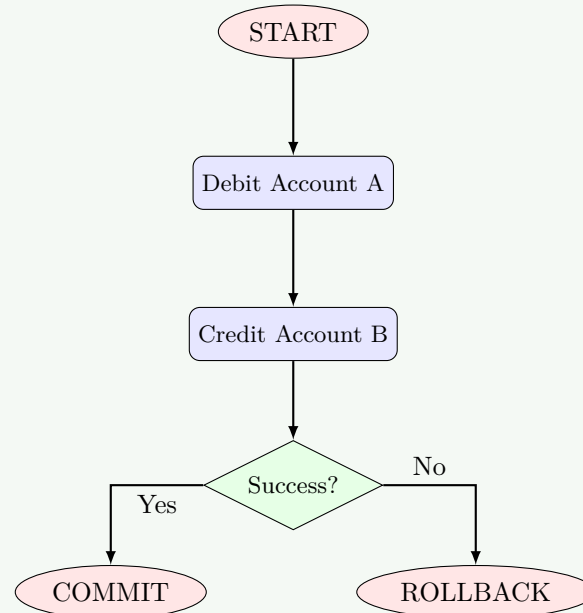 START
Debit Account A
Credit Account B
Success?
No
Yes
COMMIT
ROLLBACK